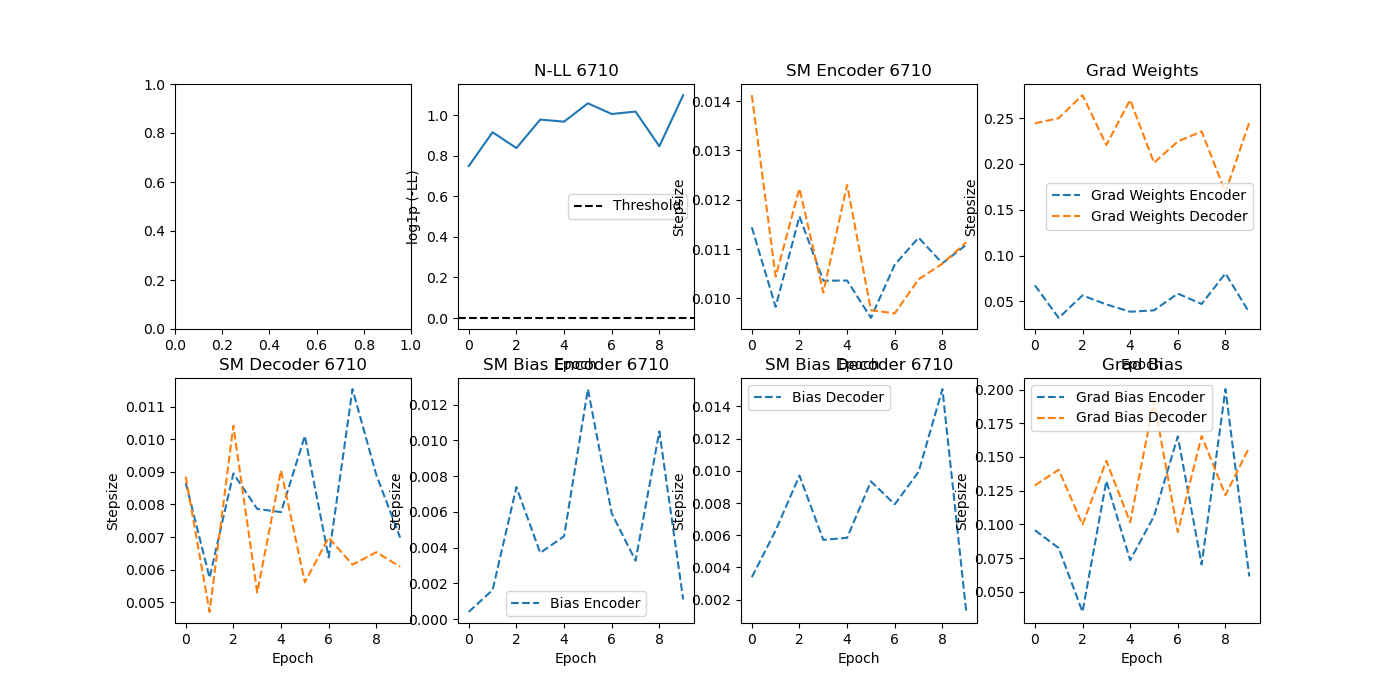 N-LL 6710
SM Encoder 6710
Grad Weights
1.0
0.8
0.6
0.4
0.2
0.0
0.0 0.2 0.4 0.6 0.8 1.0
log1p (-LL)
1.0
0.8
0.6
0.4
0.2
0.0
Threshold
0 2 4 6 8
Epoch
Stepsize
0.014
0.013
0.012
0.011
0.010
0 2 4 6 8
Epoch
Stepsize
0.25
0.20
0.15
0.05
Grad Weights Encoder
Grad Weights Decoder
0 2 4 6 8
Epoch
SM Decoder 6710
SM Bias Encoder 6710
SM Bias Decoder 6710
Grad Bias
Stepsize
0.011
0.010
0.009
0.008
0.007
0.006
0.005
0 2 4 6 8
Epoch
Stepsize
0.012
0.010
0.008
0.006
0.004
0.002
0.000
Bias Encoder
0 2 4 6 8
Epoch
Stepsize
0.014
0.012
0.010
0.008
0.006
0.004
0.002
Bias Decoder
0 2 4 6 8
Epoch
Stepsize
0.200
0.175
0.150
0.125
0.100
0.075
0.050
Grad Bias Encoder
Grad Bias Decoder
0 2 4 6 8
Epoch